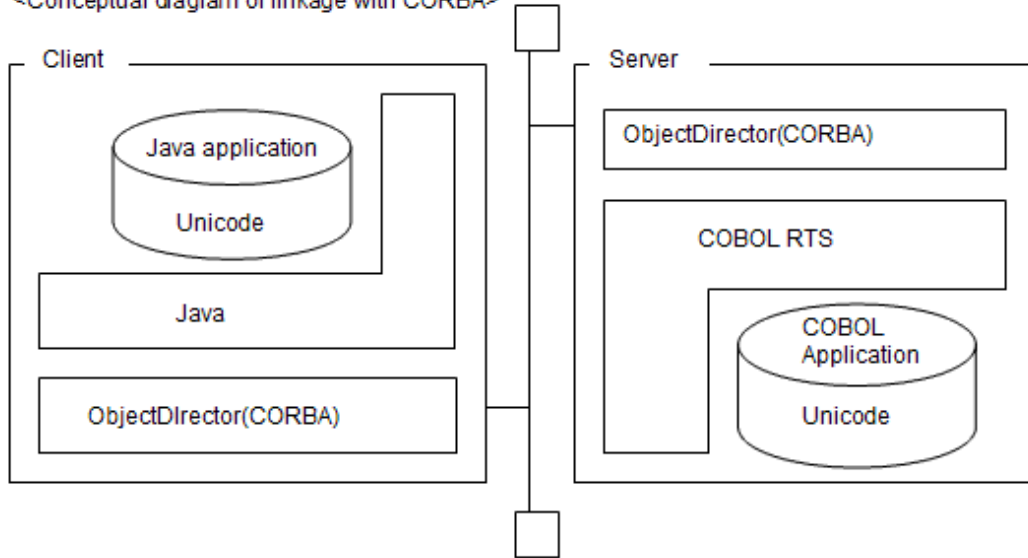 <Conceptual diagram of linkage with CORBA>
Client
Java application
Unicode
Java
ObjectDIrector(CORBA)
Server
ObjectDirector(CORBA)
COBOL RTS
COBOL
Application
Unicode